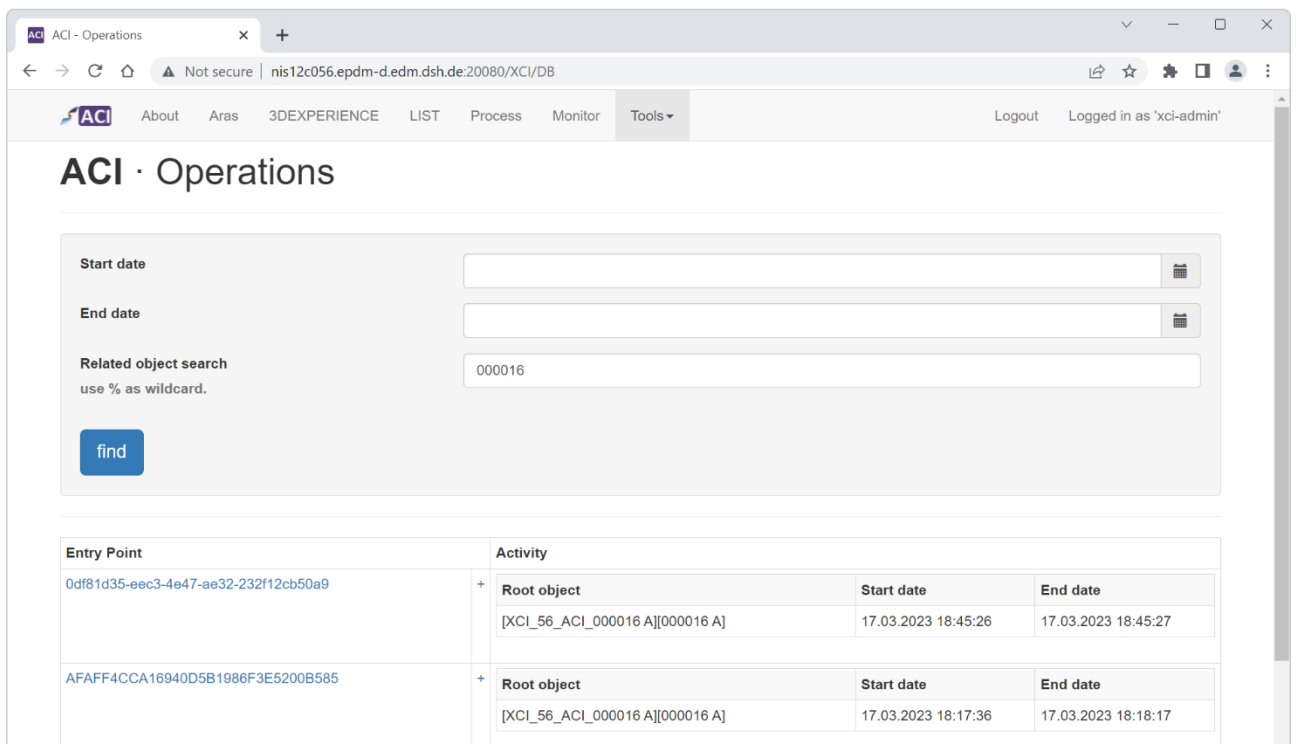 ACI ACI - Operations
Not secure | nis12c056.epdm-d.edm.dsh.de:20080/XCI/DB
ACI About Aras 3DEXPERIENCE LIST Process Monitor Tools Logout Logged in as 'xci-admin'
ACI · Operations
Start date
End date
Related object search
000016
use % as wildcard.
find
Entry Point Activity
0df81d35-eec3-4e47-ae32-232f12cb50a9 + Root object Start date End date
[XCI_56_ACI_000016 A][000016 A] 17.03.2023 18:45:26 17.03.2023 18:45:27
AFAFF4CCA16940D5B1986F3E5200B585 + Root object Start date End date
[XCI_56_ACI_000016 A][000016 A] 17.03.2023 18:17:36 17.03.2023 18:18:17